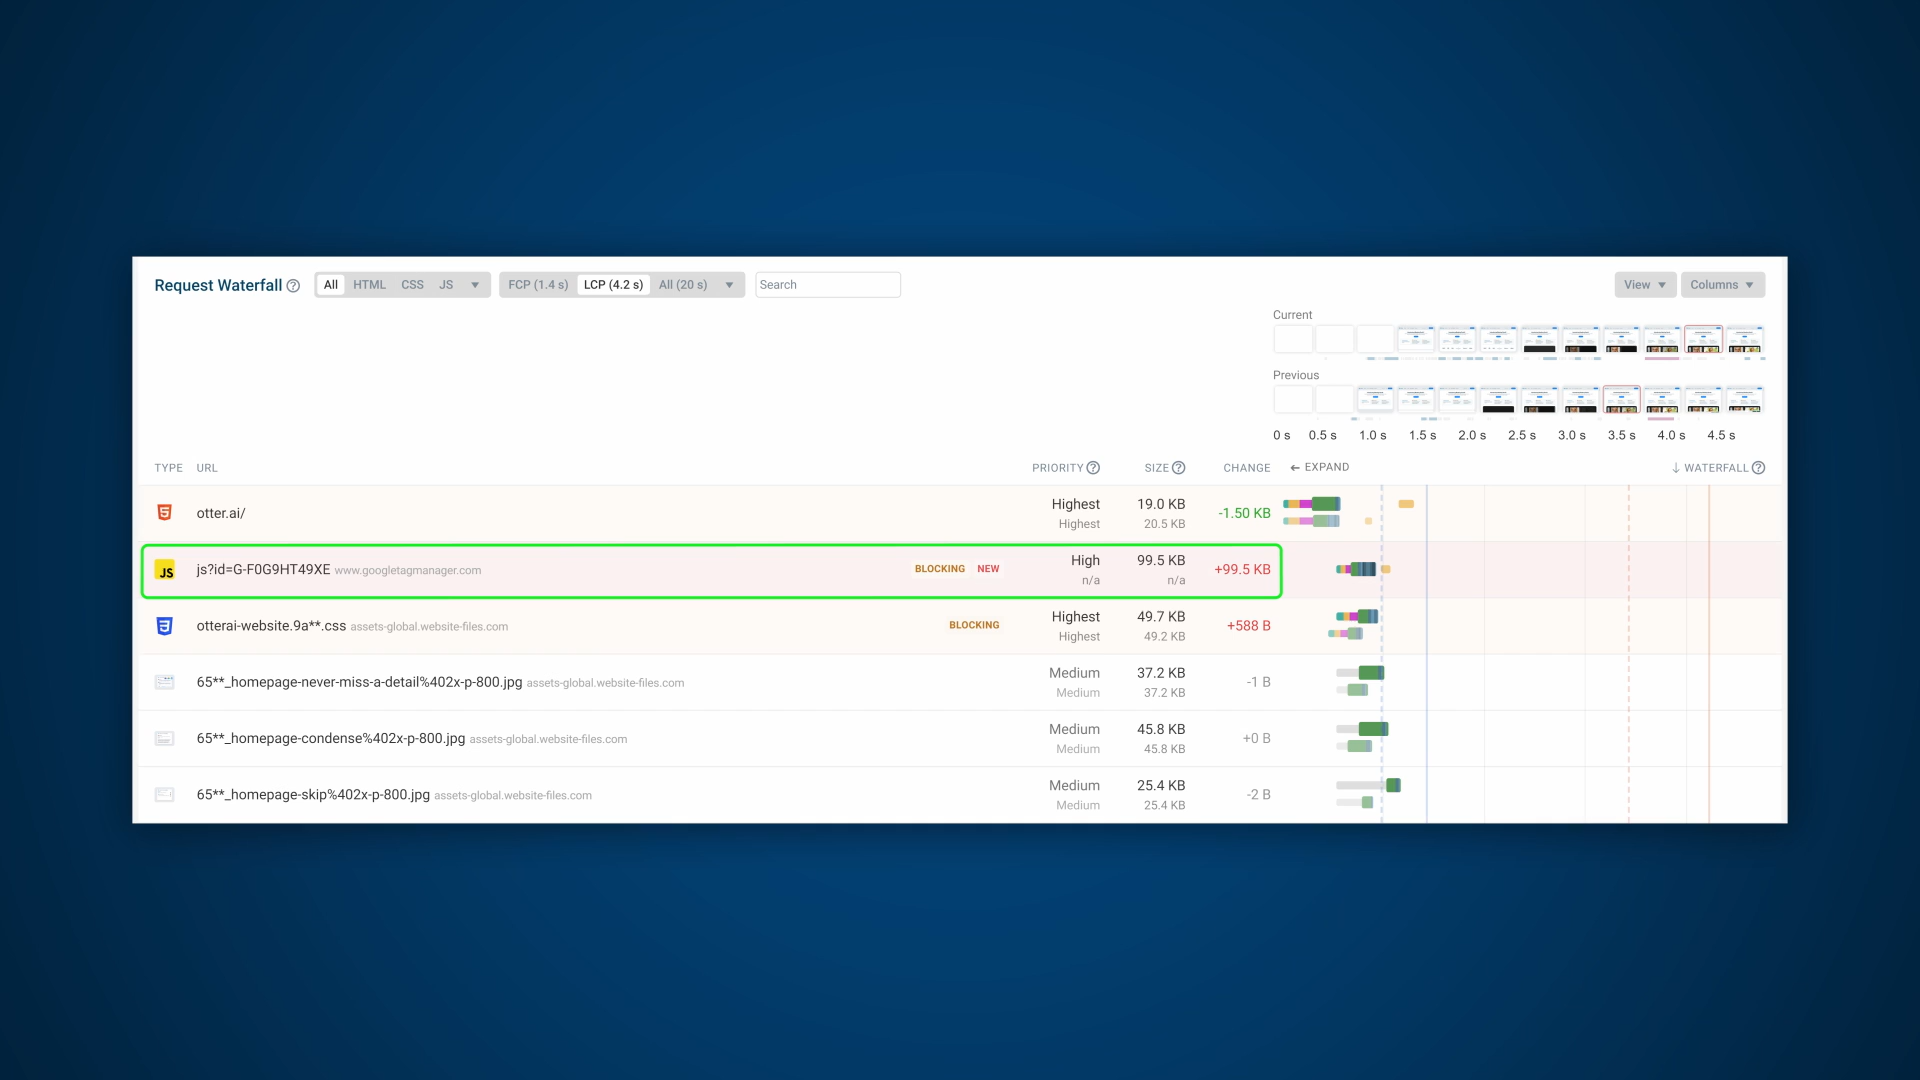 Request Waterfall ? All HTML CSS JS ▼ FCP (1.4 s) LCP (4.2 s) All (20 s) ▼ Search View ▼ Columns ▼
Current
Previous
0 s 0.5 s 1.0 s 1.5 s 2.0 s 2.5 s 3.0 s 3.5 s 4.0 s 4.5 s
TYPE URL PRIORITY ? SIZE ? CHANGE ← EXPAND ↓ WATERFALL ?
otter.ai/ Highest 19.0 KB -1.50 KB
Highest 20.5 KB
JS js?id=G-F0G9HT49XE www.googletagmanager.com BLOCKING NEW High 99.5 KB +99.5 KB
n/a n/a
otterai-website.9a**.css assets-global.website-files.com BLOCKING Highest 49.7 KB +588 B
Highest 49.2 KB
65**_homepage-never-miss-a-detail%402x-p-800.jpg assets-global.website-files.com Medium 37.2 KB -1 B
Medium 37.2 KB
65**_homepage-condense%402x-p-800.jpg assets-global.website-files.com Medium 45.8 KB +0 B
Medium 45.8 KB
65**_homepage-skip%402x-p-800.jpg assets-global.website-files.com Medium 25.4 KB -2 B
Medium 25.4 KB